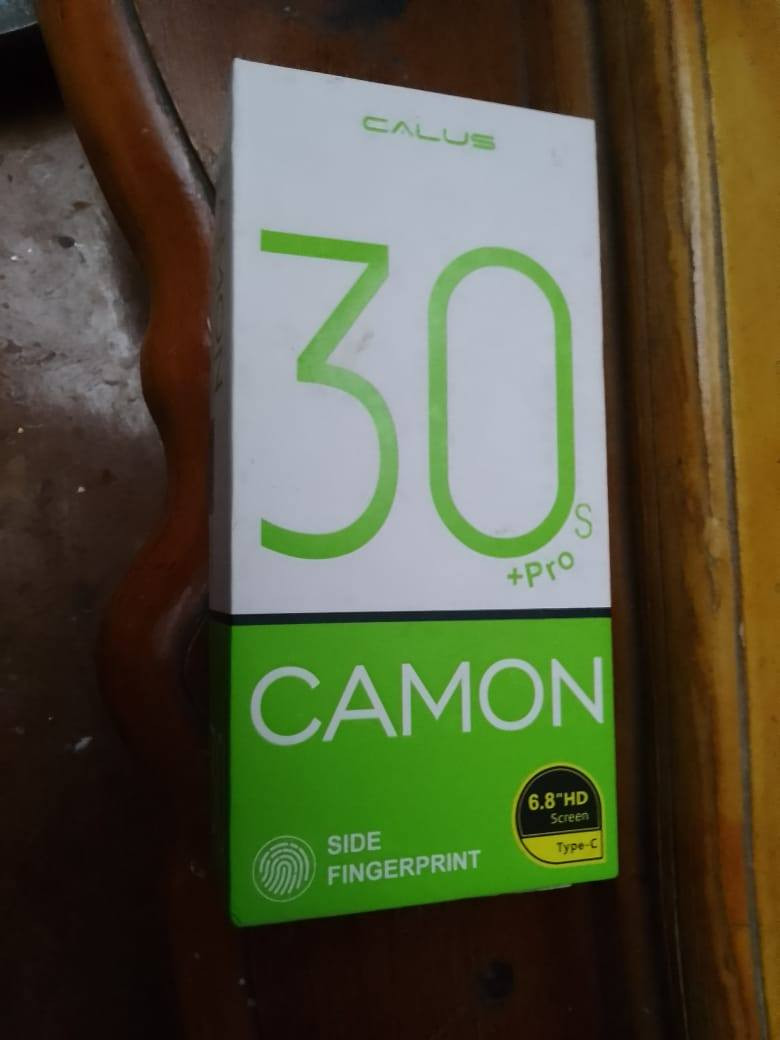 CALUS
30
S
+Pro
CAMON
6.8"HD
Screen
Type-C
SIDE
FINGERPRINT